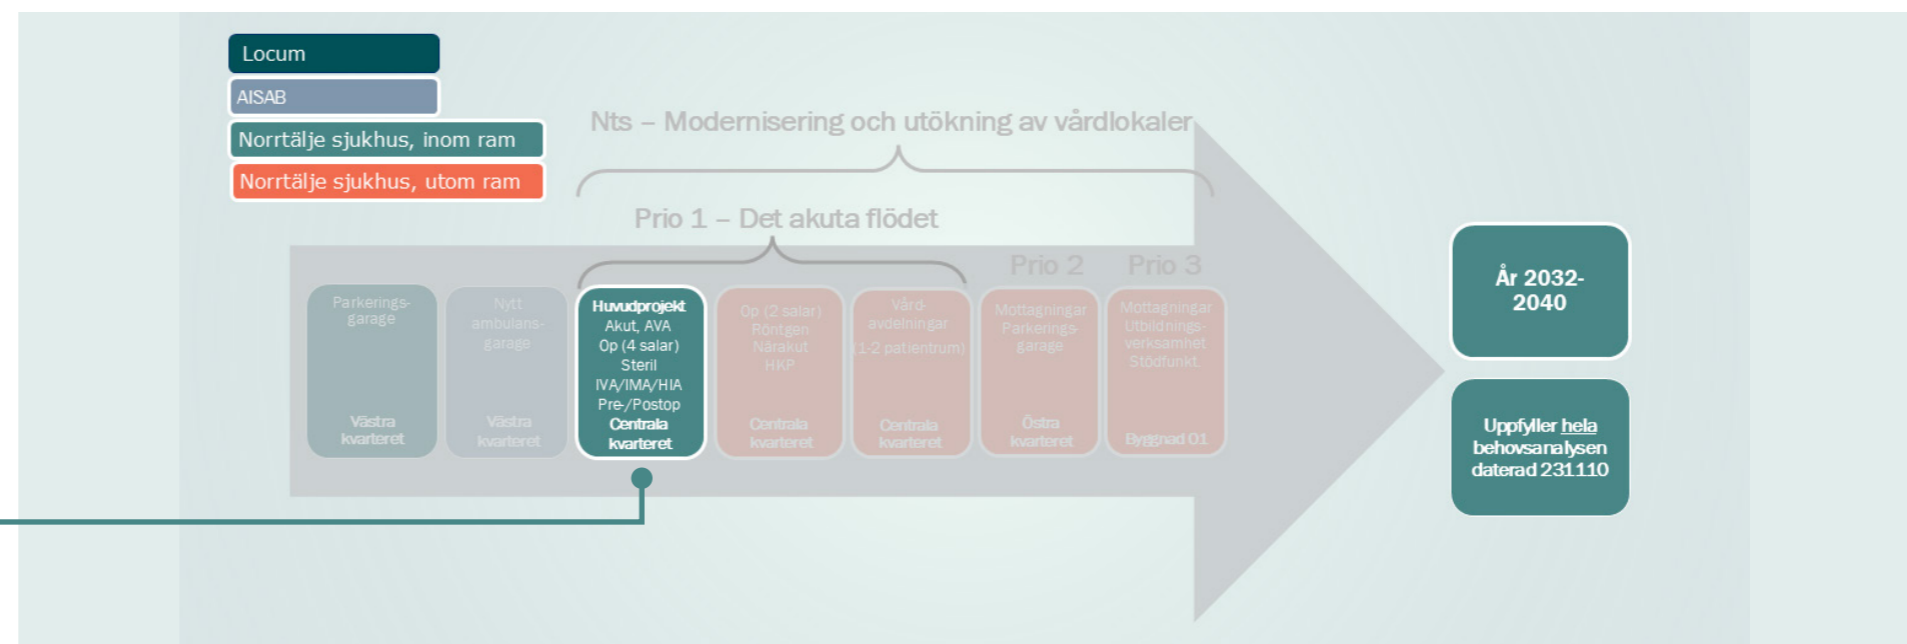 Locum
AISAB
Norrtälje sjukhus, inom ram
Norrtälje sjukhus, utom ram
Nts – Modernisering och utökning av vårdlokaler
Prio 1 – Det akuta flödet
Prio 2
Prio 3
Parkerings-
garage
Västra
kvarteret
Nytt
ambulans-
garage
Västra
kvarteret
Huvudprojekt
Akut, AVA
Op (4 salar)
Steril
IVA/IMA/HIA
Pre-/Postop
Centrala
kvarteret
Op (2 salar)
Röntgen
Närakut
HKP
Centrala
kvarteret
Vård-
avdelningar
(1-2 patientrum)
Centrala
kvarteret
Mottagningar
Parkerings-
garage
Östra
kvarteret
Mottagningar
Utbildnings-
verksamhet
Stödfunkt.
Byggnad 01
År 2032-
2040
Uppfyller hela
behovsanalysen
daterad 231110